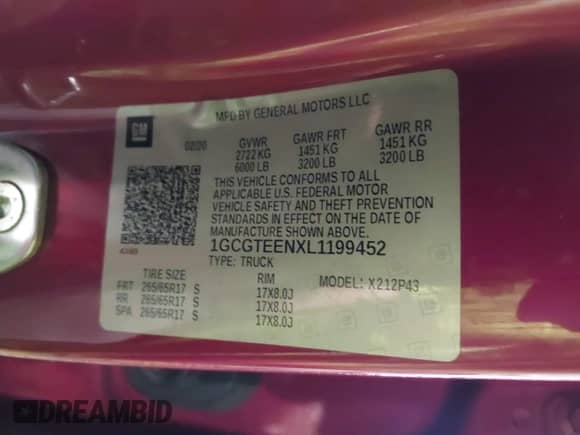 MFD BY GENERAL MOTORS LLC
GM
02/20
GVWR GAWR FRT GAWR RR
2722 KG 1451 KG 1451 KG
6000 LB 3200 LB 3200 LB
THIS VEHICLE CONFORMS TO ALL
APPLICABLE U.S. FEDERAL MOTOR
VEHICLE SAFETY AND THEFT PREVENTION
STANDARDS IN EFFECT ON THE DATE OF
MANUFACTURE SHOWN ABOVE.
1GCGTEENXL1199452
TYPE: TRUCK
TIRE SIZE RIM MODEL: X212P43
FRT 265/65R17 S 17X8.0J
RR 265/65R17 S 17X8.0J
SPA 265/65R17 S 17X8.0J
DREAMBID